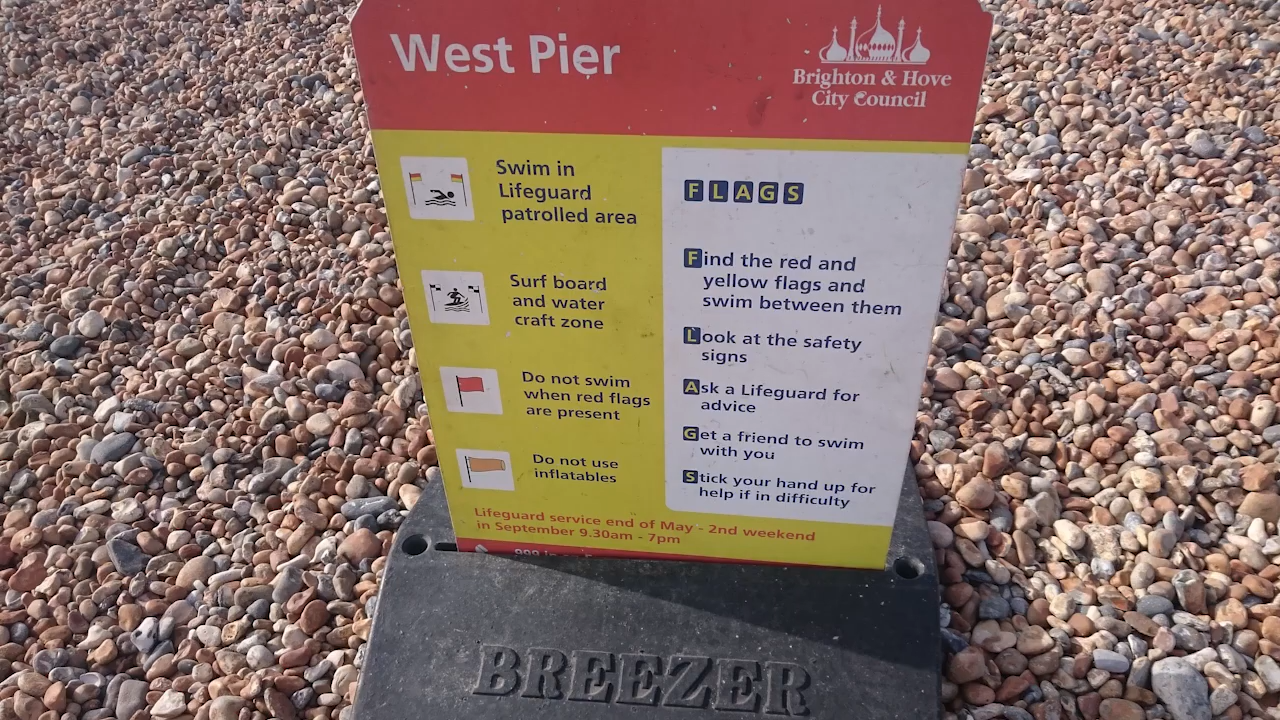 West Pier
Brighton & Hove
City Council
Swim in
Lifeguard
patrolled area
Surf board
and water
craft zone
Do not swim
when red flags
are present
Do not use
inflatables
FLAGS
Find the red and
yellow flags and
swim between them
Look at the safety
signs
Ask a Lifeguard for
advice
Get a friend to swim
with you
Stick your hand up for
help if in difficulty
Lifeguard service end of May - 2nd weekend
in September 9.30am - 7pm
BREEZER